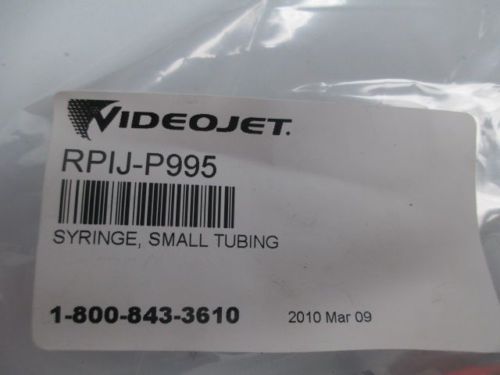 VIDEOJET.
RPIJ-P995
SYRINGE, SMALL TUBING
1-800-843-3610 2010 Mar 09